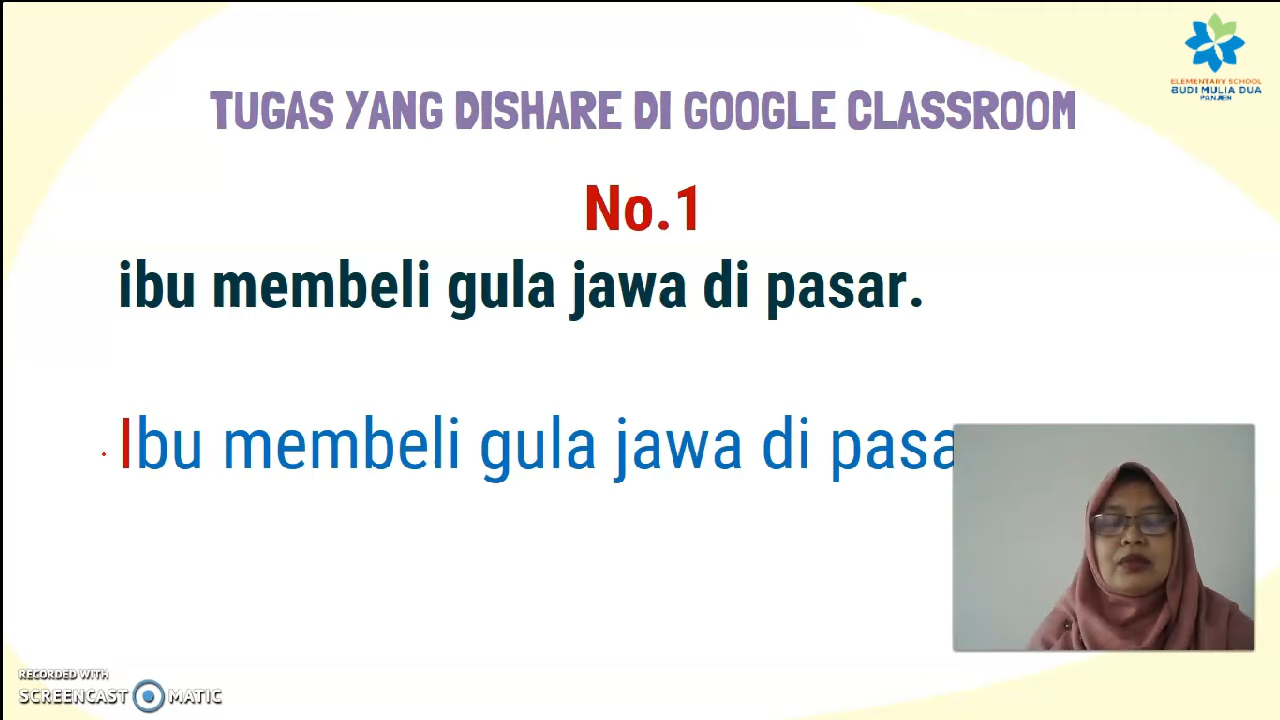 ELEMENTARY SCHOOL
BUDI MULIA DUA
PANJEN
TUGAS YANG DISHARE DI GOOGLE CLASSROOM
No.1
ibu membeli gula jawa di pasar.
Ibu membeli gula jawa di pasa
RECORDED WITH
SCREENCAST MATIC